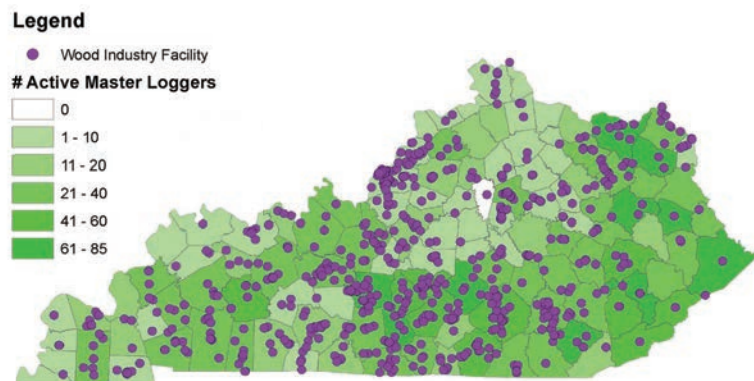 Legend
Wood Industry Facility
# Active Master Loggers
0
1 - 10
11 - 20
21 - 40
41 - 60
61 - 85